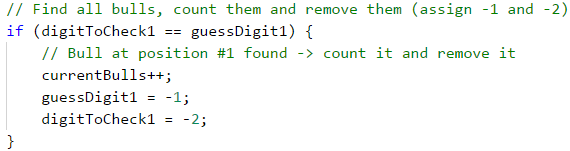 // Find all bulls, count them and remove them (assign -1 and -2)
if (digitToCheck1 == guessDigit1) {
    // Bull at position #1 found -> count it and remove it
    currentBulls++;
    guessDigit1 = -1;
    digitToCheck1 = -2;
}